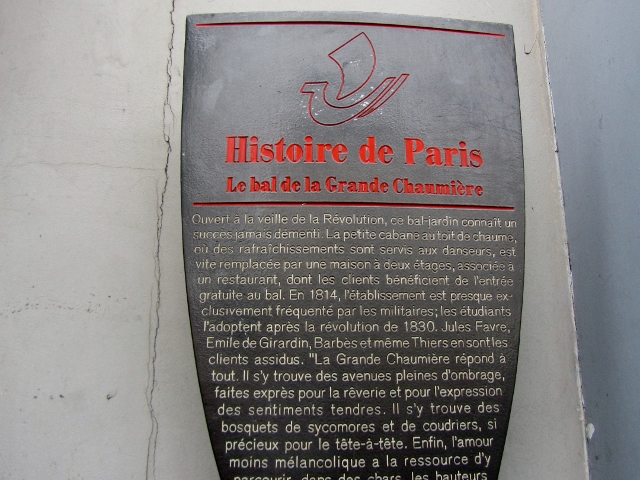 Histoire de Paris
Le bal de la Grande Chaumière
Ouvert à la veille de la Révolution, ce bal-jardin connaît un
succès jamais démenti. La petite cabane au toit de chaume,
où des rafraîchissements sont servis aux danseurs, est
vite remplacée par une maison à deux étages, associée à
un restaurant, dont les clients bénéficient de l'entrée
gratuite au bal. En 1814, l'établissement est presque ex-
clusivement fréquenté par les militaires; les étudiants
l'adoptent après la révolution de 1830. Jules Favre,
Emile de Girardin, Barbès et même Thiers en sont les
clients assidus. "La Grande Chaumière répond à
tout. Il s'y trouve des avenues pleines d'ombrage,
faites exprès pour la rêverie et pour l'expression
des sentiments tendres. Il s'y trouve des
bosquets de sycomores et de coudriers, si
précieux pour le tête-à-tête. Enfin, l'amour
moins mélancolique a la ressource d'y
parcourir, dans des chars, les hauteurs